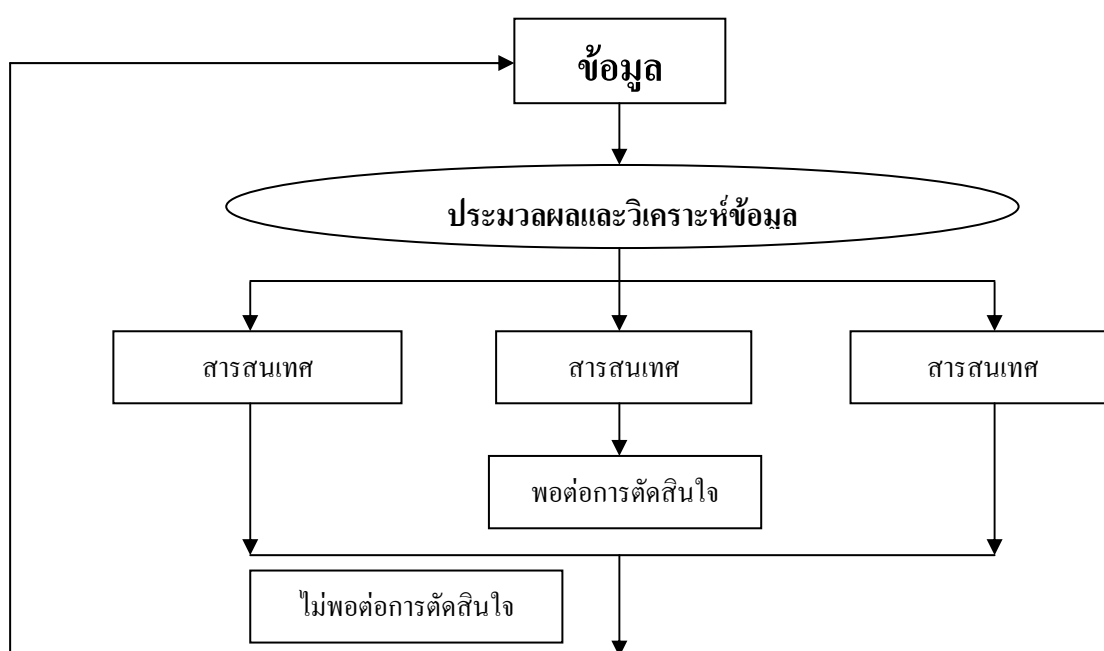 ข้อมูล
ประมวลผลและวิเคราะห์ข้อมูล
สารสนเทศ
สารสนเทศ
สารสนเทศ
พอต่อการตัดสินใจ
ไม่พอต่อการตัดสินใจ